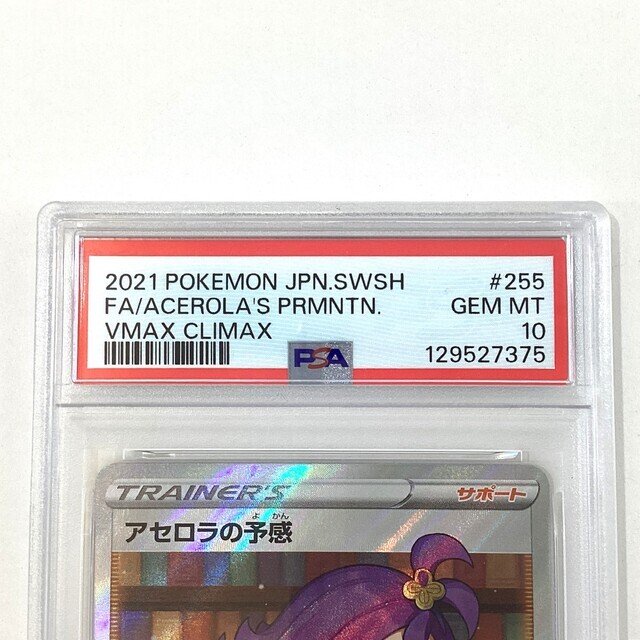 2021 POKEMON JPN.SWSH #255
FA/ACEROLA'S PRMNTN. GEM MT
VMAX CLIMAX 10
PSA 129527375
TRAINER'S サポート
よかん
アセロラの予感